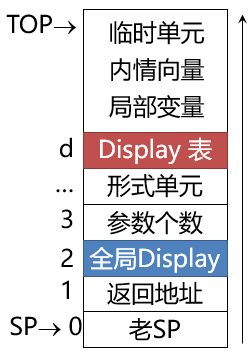 TOP→
临时单元
内情向量
局部变量
d Display 表
... 形式单元
3 参数个数
2 全局Display
1 返回地址
SP→ 0 老SP